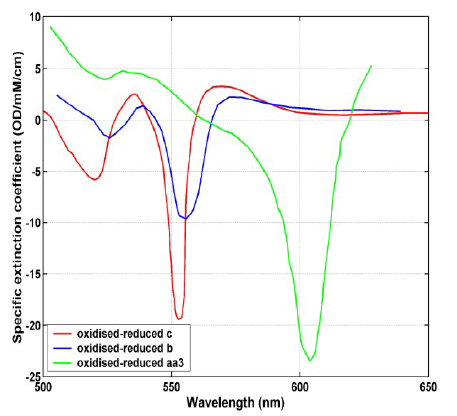 Specific extinction coefficient (OD/mM/cm)
10
5
0
-5
-10
-15
-20
-25
oxidised-reduced c
oxidised-reduced b
oxidised-reduced aa3
500
550
600
650
Wavelength (nm)